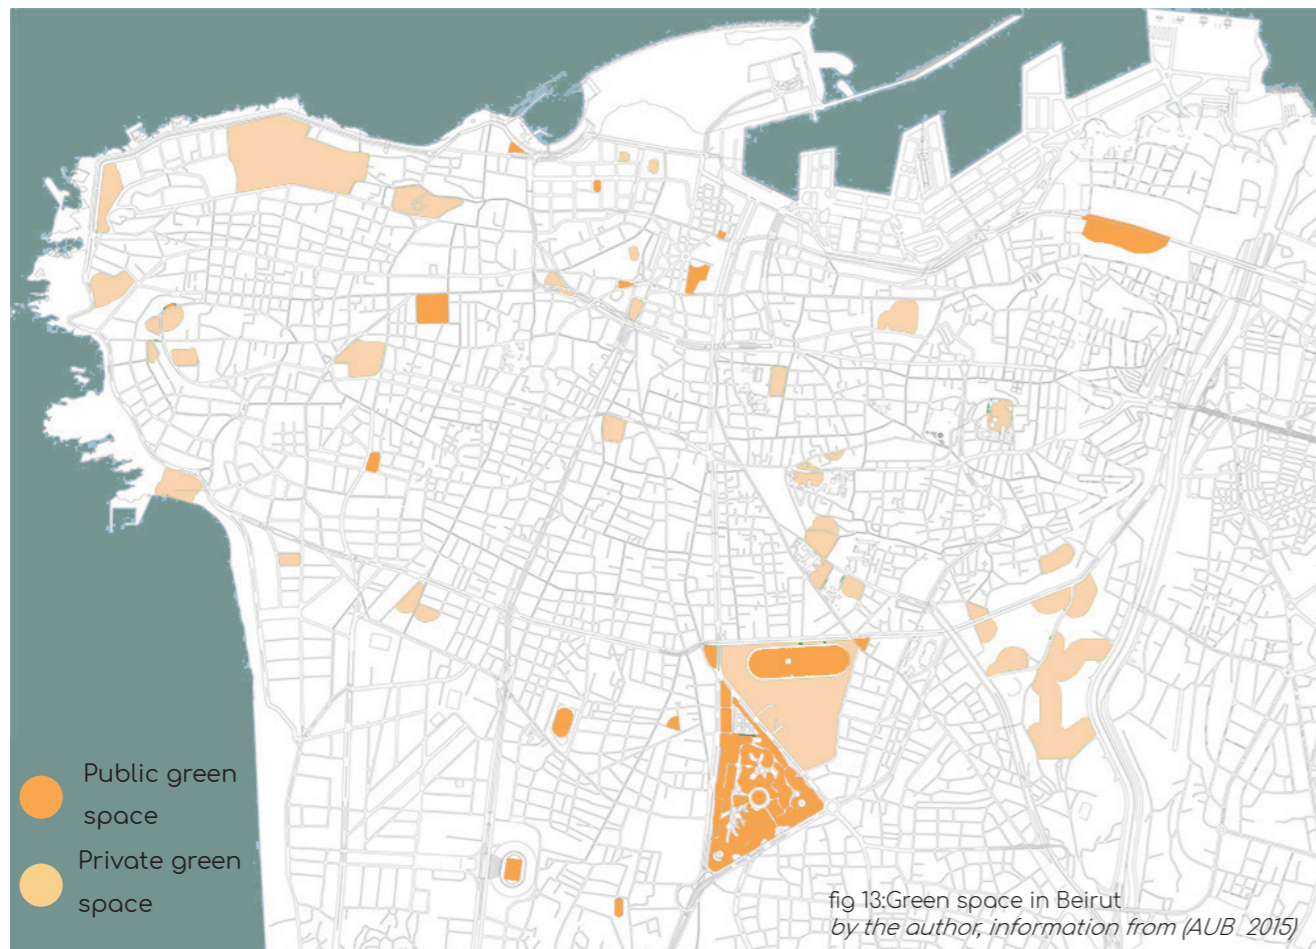 Public green
space
Private green
space
fig 13:Green space in Beirut
by the author, information from (AUB 2015)